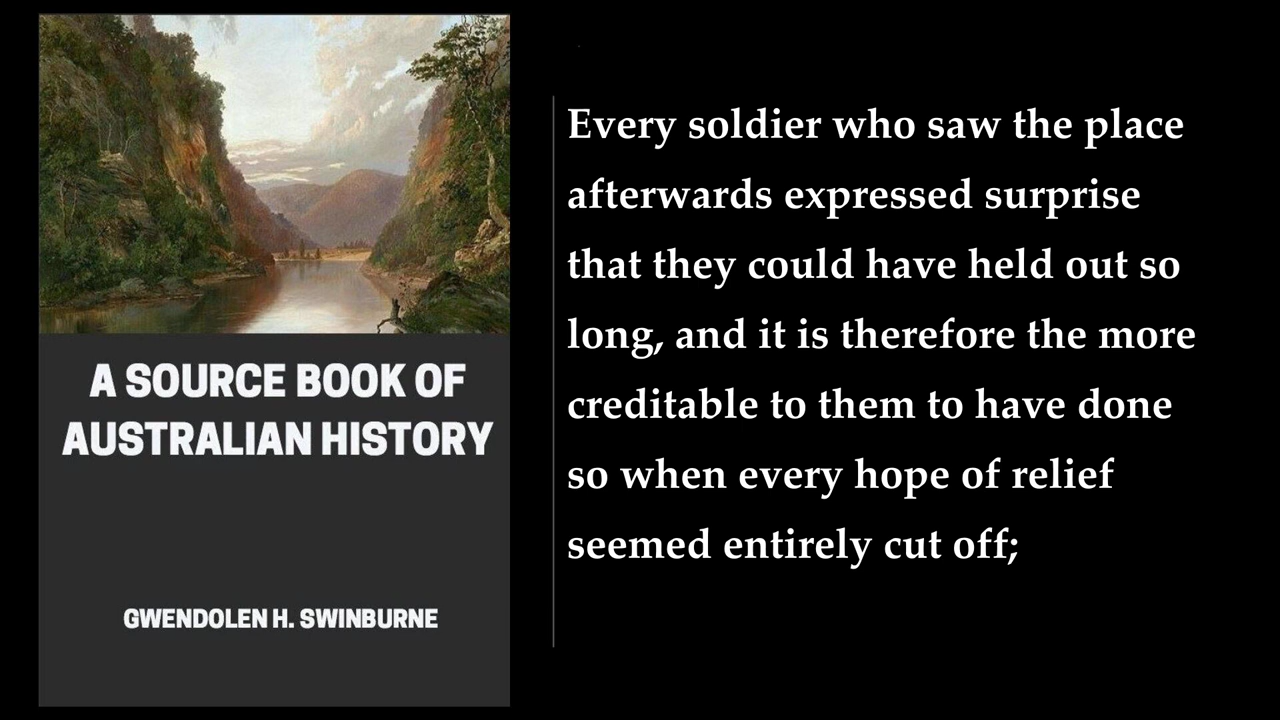 A SOURCE BOOK OF
AUSTRALIAN HISTORY
GWENDOLEN H. SWINBURNE
Every soldier who saw the place
afterwards expressed surprise
that they could have held out so
long, and it is therefore the more
creditable to them to have done
so when every hope of relief
seemed entirely cut off;